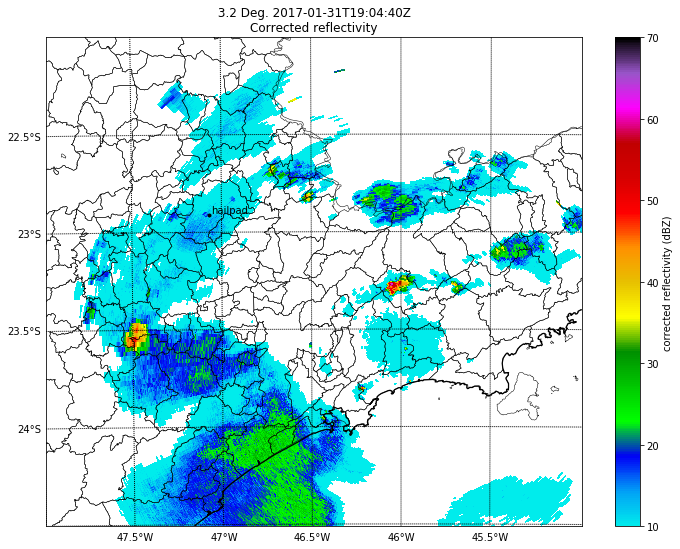 3.2 Deg. 2017-01-31T19:04:40Z
Corrected reflectivity
22.5°S
23°S
23.5°S
24°S
hailpad
47.5°W
47°W
46.5°W
46°W
45.5°W
70
60
50
40
30
20
10
corrected reflectivity (dBZ)